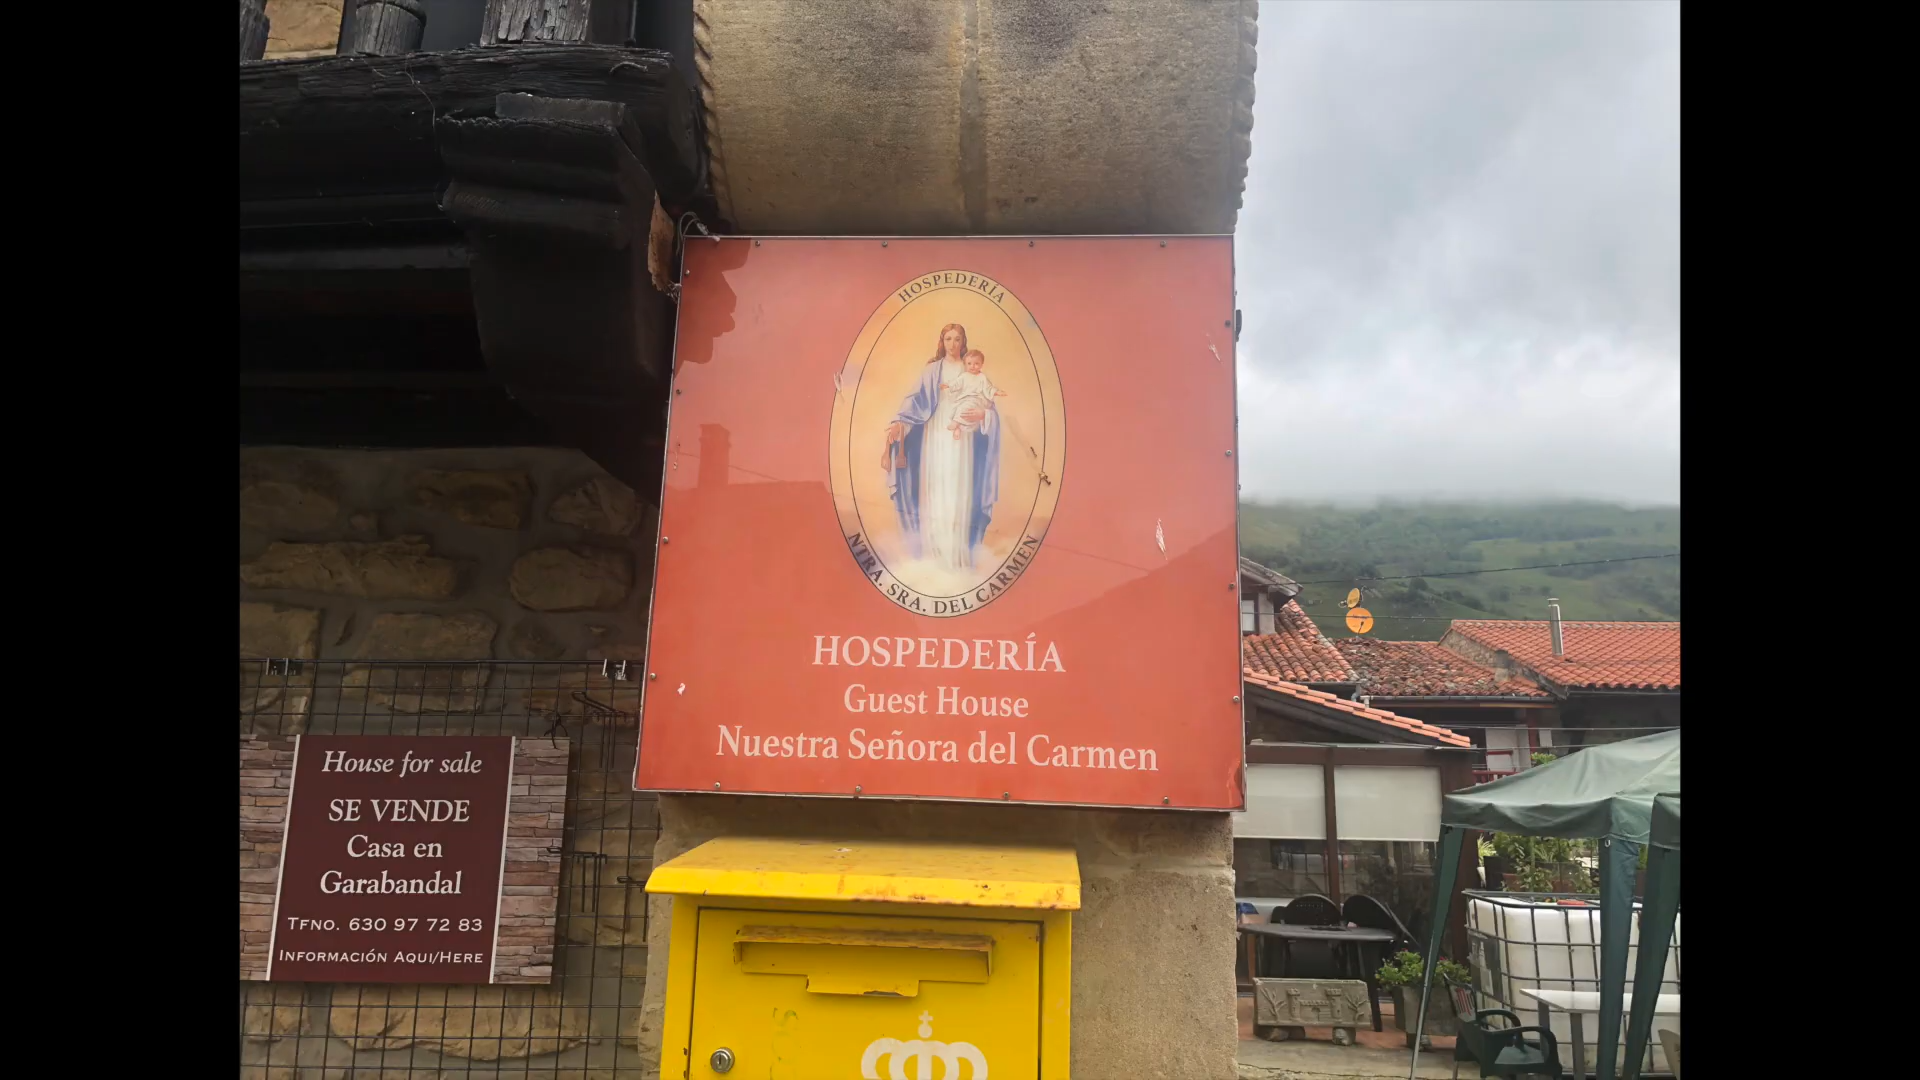 HOSPEDERÍA
NTRA. SRA. DEL CARMEN
HOSPEDERÍA
Guest House
Nuestra Señora del Carmen
House for sale
SE VENDE
Casa en
Garabandal
TFNO. 630 97 72 83
INFORMACIÓN AQUI/HERE